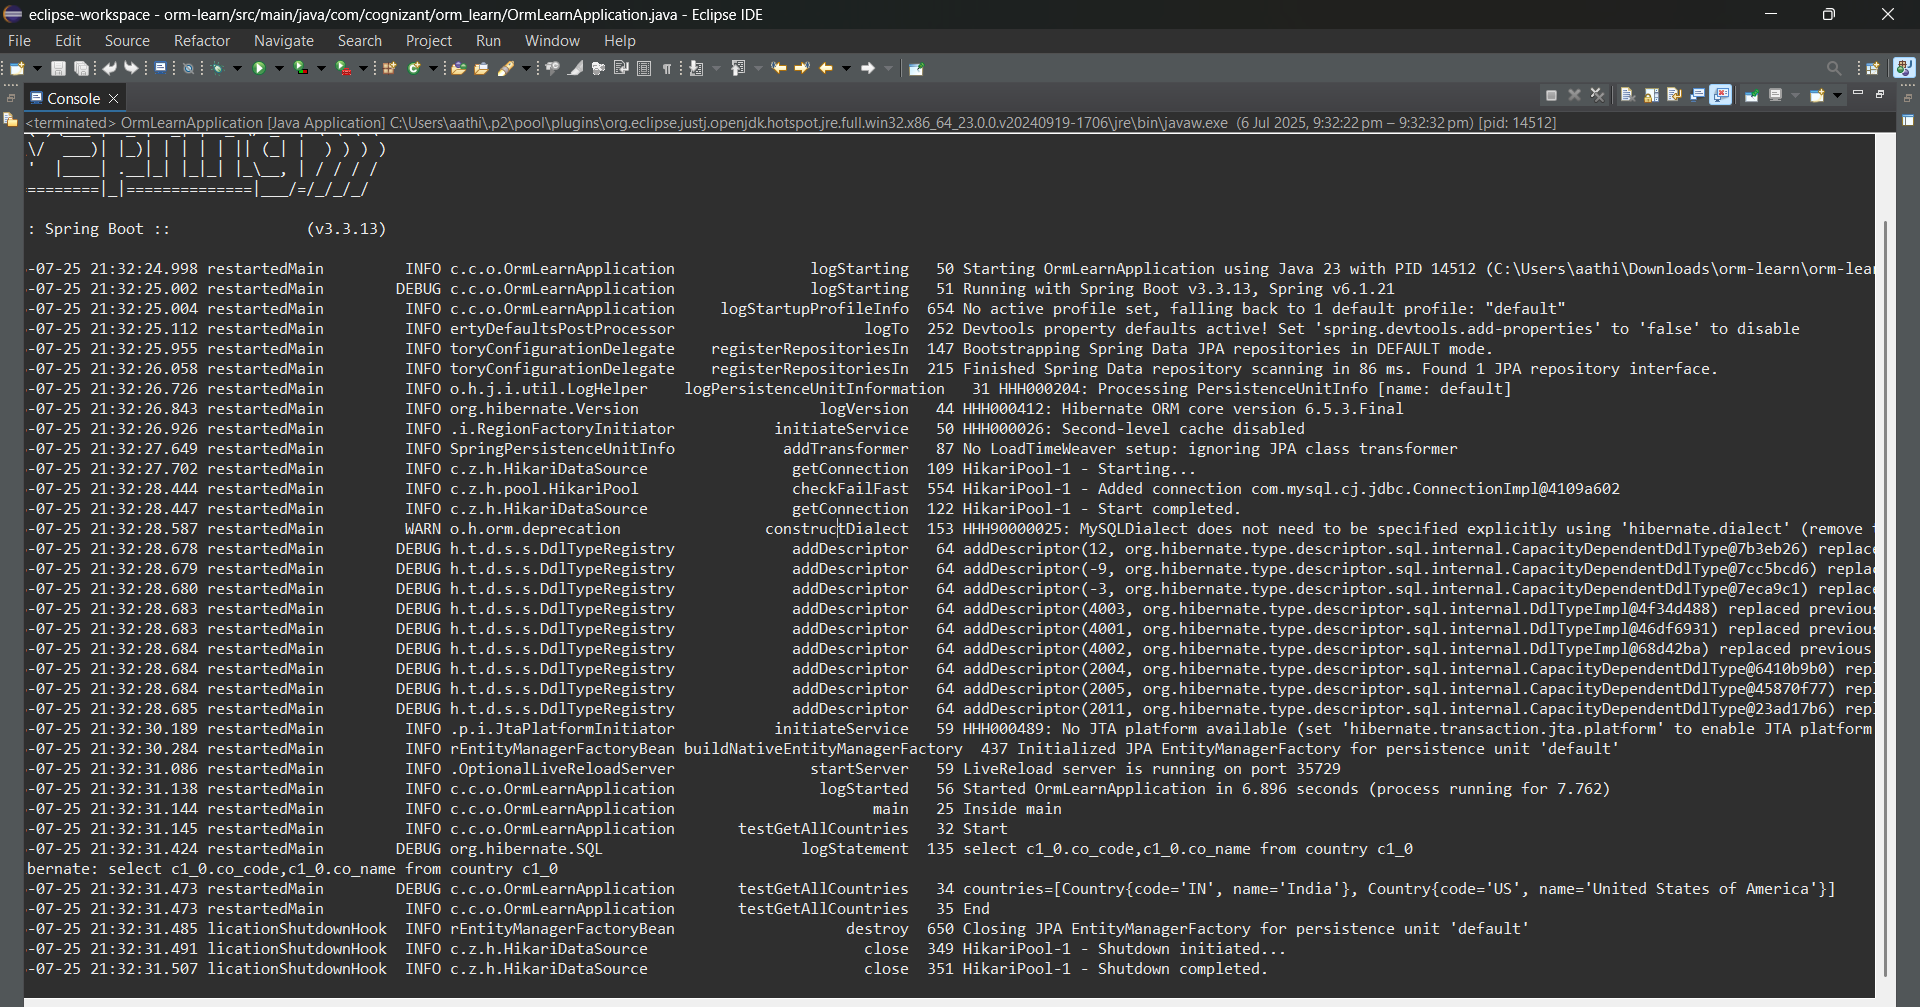 eclipse-workspace - orm-learn/src/main/java/com/cognizant/orm_learn/OrmLearnApplication.java - Eclipse IDE
File Edit Source Refactor Navigate Search Project Run Window Help
Console
<terminated> OrmLearnApplication [Java Application] C:\Users\aathi\.p2\pool\plugins\org.eclipse.justj.openjdk.hotspot.jre.full.win32.x86_64_23.0.0.v20240919-1706\jre\bin\javaw.exe (6 Jul 2025, 9:32:22 pm – 9:32:32 pm) [pid: 14512]
\/  ___)| |_)| | | | | || (_| |  ) ) ) )
'  |____| .__|_| |_|_| |_\__, | / / / /
========|_|==============|___/=/_/_/_/
: Spring Boot :: (v3.3.13)
-07-25 21:32:24.998 restartedMain INFO c.c.o.OrmLearnApplication logStarting 50 Starting OrmLearnApplication using Java 23 with PID 14512 (C:\Users\aathi\Downloads\orm-learn\orm-lear
-07-25 21:32:25.002 restartedMain DEBUG c.c.o.OrmLearnApplication logStarting 51 Running with Spring Boot v3.3.13, Spring v6.1.21
-07-25 21:32:25.004 restartedMain INFO c.c.o.OrmLearnApplication logStartupProfileInfo 654 No active profile set, falling back to 1 default profile: "default"
-07-25 21:32:25.112 restartedMain INFO ertyDefaultsPostProcessor logTo 252 Devtools property defaults active! Set 'spring.devtools.add-properties' to 'false' to disable
-07-25 21:32:25.955 restartedMain INFO toryConfigurationDelegate registerRepositoriesIn 147 Bootstrapping Spring Data JPA repositories in DEFAULT mode.
-07-25 21:32:26.058 restartedMain INFO toryConfigurationDelegate registerRepositoriesIn 215 Finished Spring Data repository scanning in 86 ms. Found 1 JPA repository interface.
-07-25 21:32:26.726 restartedMain INFO o.h.j.i.util.LogHelper logPersistenceUnitInformation 31 HHH000204: Processing PersistenceUnitInfo [name: default]
-07-25 21:32:26.843 restartedMain INFO org.hibernate.Version logVersion 44 HHH000412: Hibernate ORM core version 6.5.3.Final
-07-25 21:32:26.926 restartedMain INFO .i.RegionFactoryInitiator initiateService 50 HHH000026: Second-level cache disabled
-07-25 21:32:27.649 restartedMain INFO SpringPersistenceUnitInfo addTransformer 87 No LoadTimeWeaver setup: ignoring JPA class transformer
-07-25 21:32:27.702 restartedMain INFO c.z.h.HikariDataSource getConnection 109 HikariPool-1 - Starting...
-07-25 21:32:28.444 restartedMain INFO c.z.h.pool.HikariPool checkFailFast 554 HikariPool-1 - Added connection com.mysql.cj.jdbc.ConnectionImpl@4109a602
-07-25 21:32:28.447 restartedMain INFO c.z.h.HikariDataSource getConnection 122 HikariPool-1 - Start completed.
-07-25 21:32:28.587 restartedMain WARN o.h.orm.deprecation constructDialect 153 HHH90000025: MySQLDialect does not need to be specified explicitly using 'hibernate.dialect' (remove
-07-25 21:32:28.678 restartedMain DEBUG h.t.d.s.s.DdlTypeRegistry addDescriptor 64 addDescriptor(12, org.hibernate.type.descriptor.sql.internal.CapacityDependentDdlType@7b3eb26) replace
-07-25 21:32:28.679 restartedMain DEBUG h.t.d.s.s.DdlTypeRegistry addDescriptor 64 addDescriptor(-9, org.hibernate.type.descriptor.sql.internal.CapacityDependentDdlType@7cc5bcd6) repla
-07-25 21:32:28.680 restartedMain DEBUG h.t.d.s.s.DdlTypeRegistry addDescriptor 64 addDescriptor(-3, org.hibernate.type.descriptor.sql.internal.CapacityDependentDdlType@7eca9c1) replace
-07-25 21:32:28.683 restartedMain DEBUG h.t.d.s.s.DdlTypeRegistry addDescriptor 64 addDescriptor(4003, org.hibernate.type.descriptor.sql.internal.DdlTypeImpl@4f34d488) replaced previou
-07-25 21:32:28.683 restartedMain DEBUG h.t.d.s.s.DdlTypeRegistry addDescriptor 64 addDescriptor(4001, org.hibernate.type.descriptor.sql.internal.DdlTypeImpl@46df6931) replaced previou
-07-25 21:32:28.684 restartedMain DEBUG h.t.d.s.s.DdlTypeRegistry addDescriptor 64 addDescriptor(4002, org.hibernate.type.descriptor.sql.internal.DdlTypeImpl@68d42ba) replaced previous
-07-25 21:32:28.684 restartedMain DEBUG h.t.d.s.s.DdlTypeRegistry addDescriptor 64 addDescriptor(2004, org.hibernate.type.descriptor.sql.internal.CapacityDependentDdlType@6410b9b0) rep
-07-25 21:32:28.684 restartedMain DEBUG h.t.d.s.s.DdlTypeRegistry addDescriptor 64 addDescriptor(2005, org.hibernate.type.descriptor.sql.internal.CapacityDependentDdlType@45870f77) rep
-07-25 21:32:28.685 restartedMain DEBUG h.t.d.s.s.DdlTypeRegistry addDescriptor 64 addDescriptor(2011, org.hibernate.type.descriptor.sql.internal.CapacityDependentDdlType@23ad17b6) rep
-07-25 21:32:30.189 restartedMain INFO .p.i.JtaPlatformInitiator initiateService 59 HHH000489: No JTA platform available (set 'hibernate.transaction.jta.platform' to enable JTA platform
-07-25 21:32:30.284 restartedMain INFO rEntityManagerFactoryBean buildNativeEntityManagerFactory 437 Initialized JPA EntityManagerFactory for persistence unit 'default'
-07-25 21:32:31.086 restartedMain INFO .OptionalLiveReloadServer startServer 59 LiveReload server is running on port 35729
-07-25 21:32:31.138 restartedMain INFO c.c.o.OrmLearnApplication logStarted 56 Started OrmLearnApplication in 6.896 seconds (process running for 7.762)
-07-25 21:32:31.144 restartedMain INFO c.c.o.OrmLearnApplication main 25 Inside main
-07-25 21:32:31.145 restartedMain INFO c.c.o.OrmLearnApplication testGetAllCountries 32 Start
-07-25 21:32:31.424 restartedMain DEBUG org.hibernate.SQL logStatement 135 select c1_0.co_code,c1_0.co_name from country c1_0
bernate: select c1_0.co_code,c1_0.co_name from country c1_0
-07-25 21:32:31.473 restartedMain DEBUG c.c.o.OrmLearnApplication testGetAllCountries 34 countries=[Country{code='IN', name='India'}, Country{code='US', name='United States of America'}]
-07-25 21:32:31.473 restartedMain INFO c.c.o.OrmLearnApplication testGetAllCountries 35 End
-07-25 21:32:31.485 licationShutdownHook INFO rEntityManagerFactoryBean destroy 650 Closing JPA EntityManagerFactory for persistence unit 'default'
-07-25 21:32:31.491 licationShutdownHook INFO c.z.h.HikariDataSource close 349 HikariPool-1 - Shutdown initiated...
-07-25 21:32:31.507 licationShutdownHook INFO c.z.h.HikariDataSource close 351 HikariPool-1 - Shutdown completed.